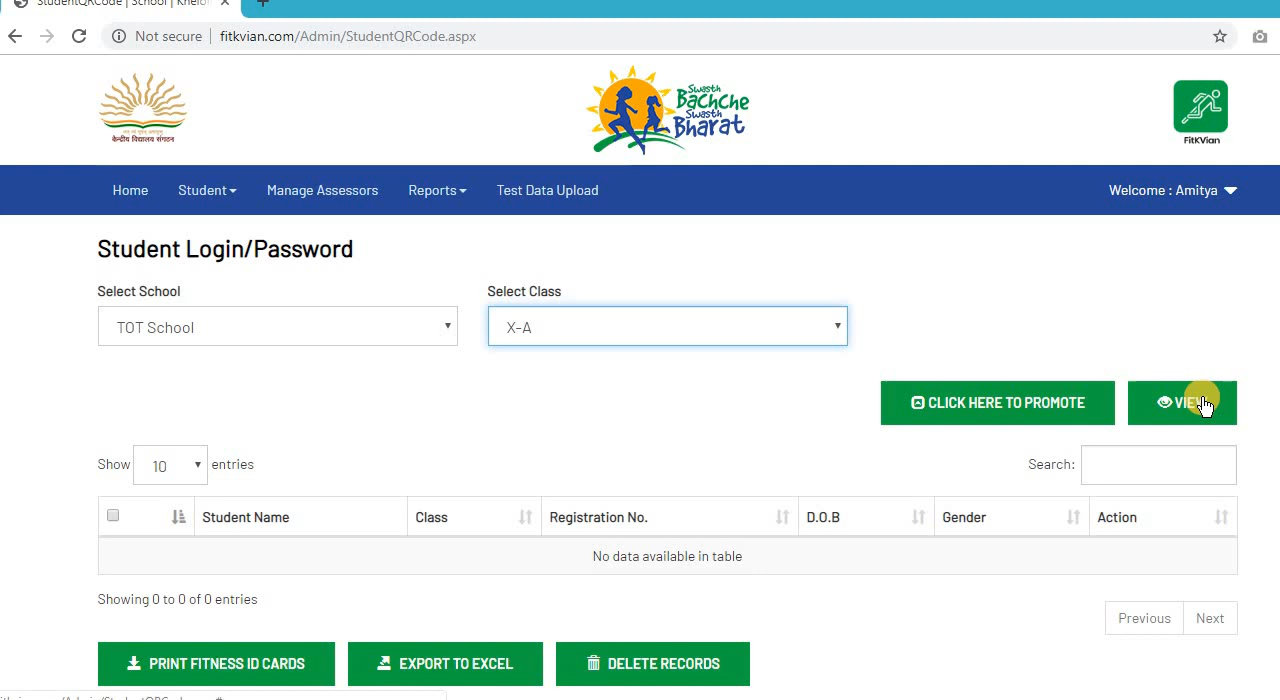 StudentQRCode | School | Khelo
Not secure | fitkvian.com/Admin/StudentQRCode.aspx
केन्द्रीय विद्यालय संगठन
Swasth
Bachche
Swasth
Bharat
FitKVian
Home Student Manage Assessors Reports Test Data Upload Welcome : Amitya
Student Login/Password
Select School Select Class
TOT School X-A
CLICK HERE TO PROMOTE VIEW
Show 10 entries Search:
Student Name Class Registration No. D.O.B Gender Action
No data available in table
Showing 0 to 0 of 0 entries
Previous Next
PRINT FITNESS ID CARDS EXPORT TO EXCEL DELETE RECORDS